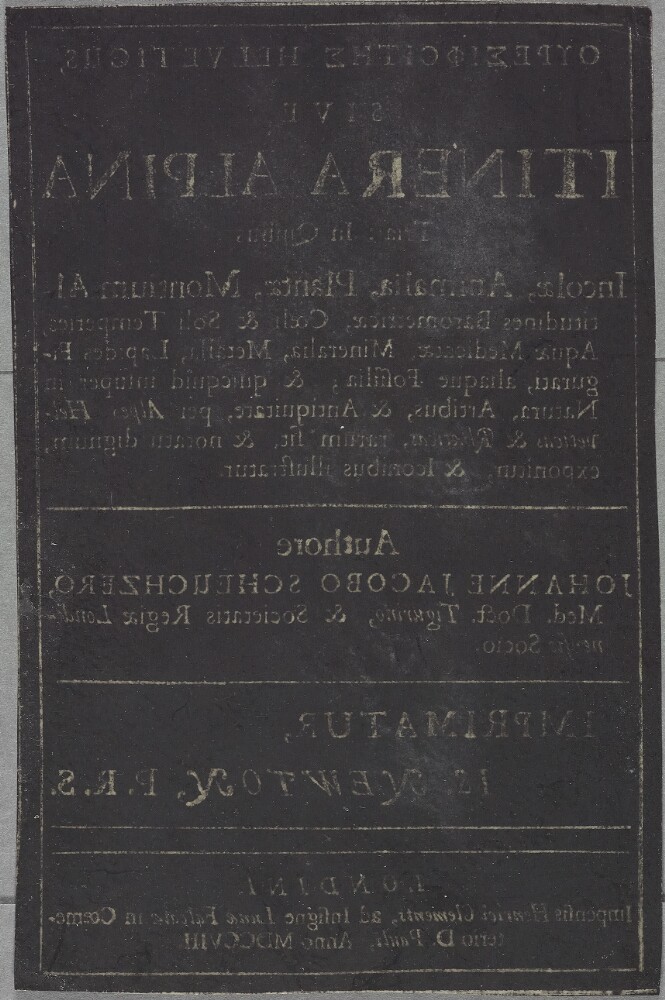 ΟΥΡΕΣΙΦΟΙΤΗΣ HELVETICUS,
SIVE
ITINERA ALPINA
Tria: In Quibus
Incolæ, Animalia, Plantæ, Montium Al-
titudines Barometricæ, Cœli & Soli Temperies,
Aquæ Medicatæ, Mineralia, Metalla, Lapides Fi-
gurati, aliaque Fossilia; & quicquid insuper in
Natura, Artibus, & Antiquitate, per Alpes Hel-
veticas & Rhæticas, rarum sit, & notatu dignum,
exponitur, & Iconibus illustratur.
Authore
JOHANNE JACOBO SCHEUCHZERO,
Med. Doct. Tigurino, & Societatis Regiæ Londi-
nensis Socio.
IMPRIMATUR,
IS. NEWTON, P. R. S.
LONDINI,
Impensis Henrici Clements, ad Insigne Lunæ Falcatæ in Cœme-
terio D. Pauli, Anno MDCCVIII.